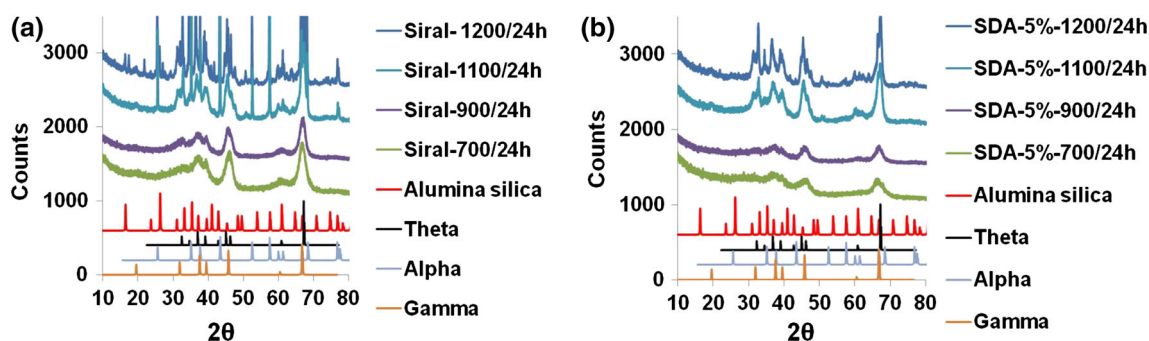 (a)
Counts
3000
2000
1000
0
10 20 30 40 50 60 70 80
2θ
Siral- 1200/24h
Siral-1100/24h
Siral-900/24h
Siral-700/24h
Alumina silica
Theta
Alpha
Gamma
(b)
Counts
3000
2000
1000
0
10 20 30 40 50 60 70 80
2θ
SDA-5%-1200/24h
SDA-5%-1100/24h
SDA-5%-900/24h
SDA-5%-700/24h
Alumina silica
Theta
Alpha
Gamma